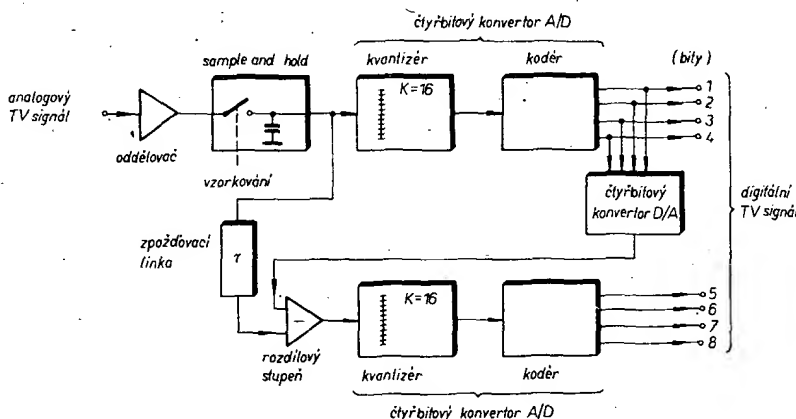 čtyřbitový konvertor A/D
sample and hold
kvantizér
kodér
(bity)
analogový
TV signál
K=16
1
2
3
4
oddělovač
vzorkování
čtyřbitový
konvertor D/A
digitální
TV signál
zpožďovací
linka
τ
K=16
−
5
6
7
8
rozdílový
stupeň
kvantizér
kodér
čtyřbitový konvertor A/D